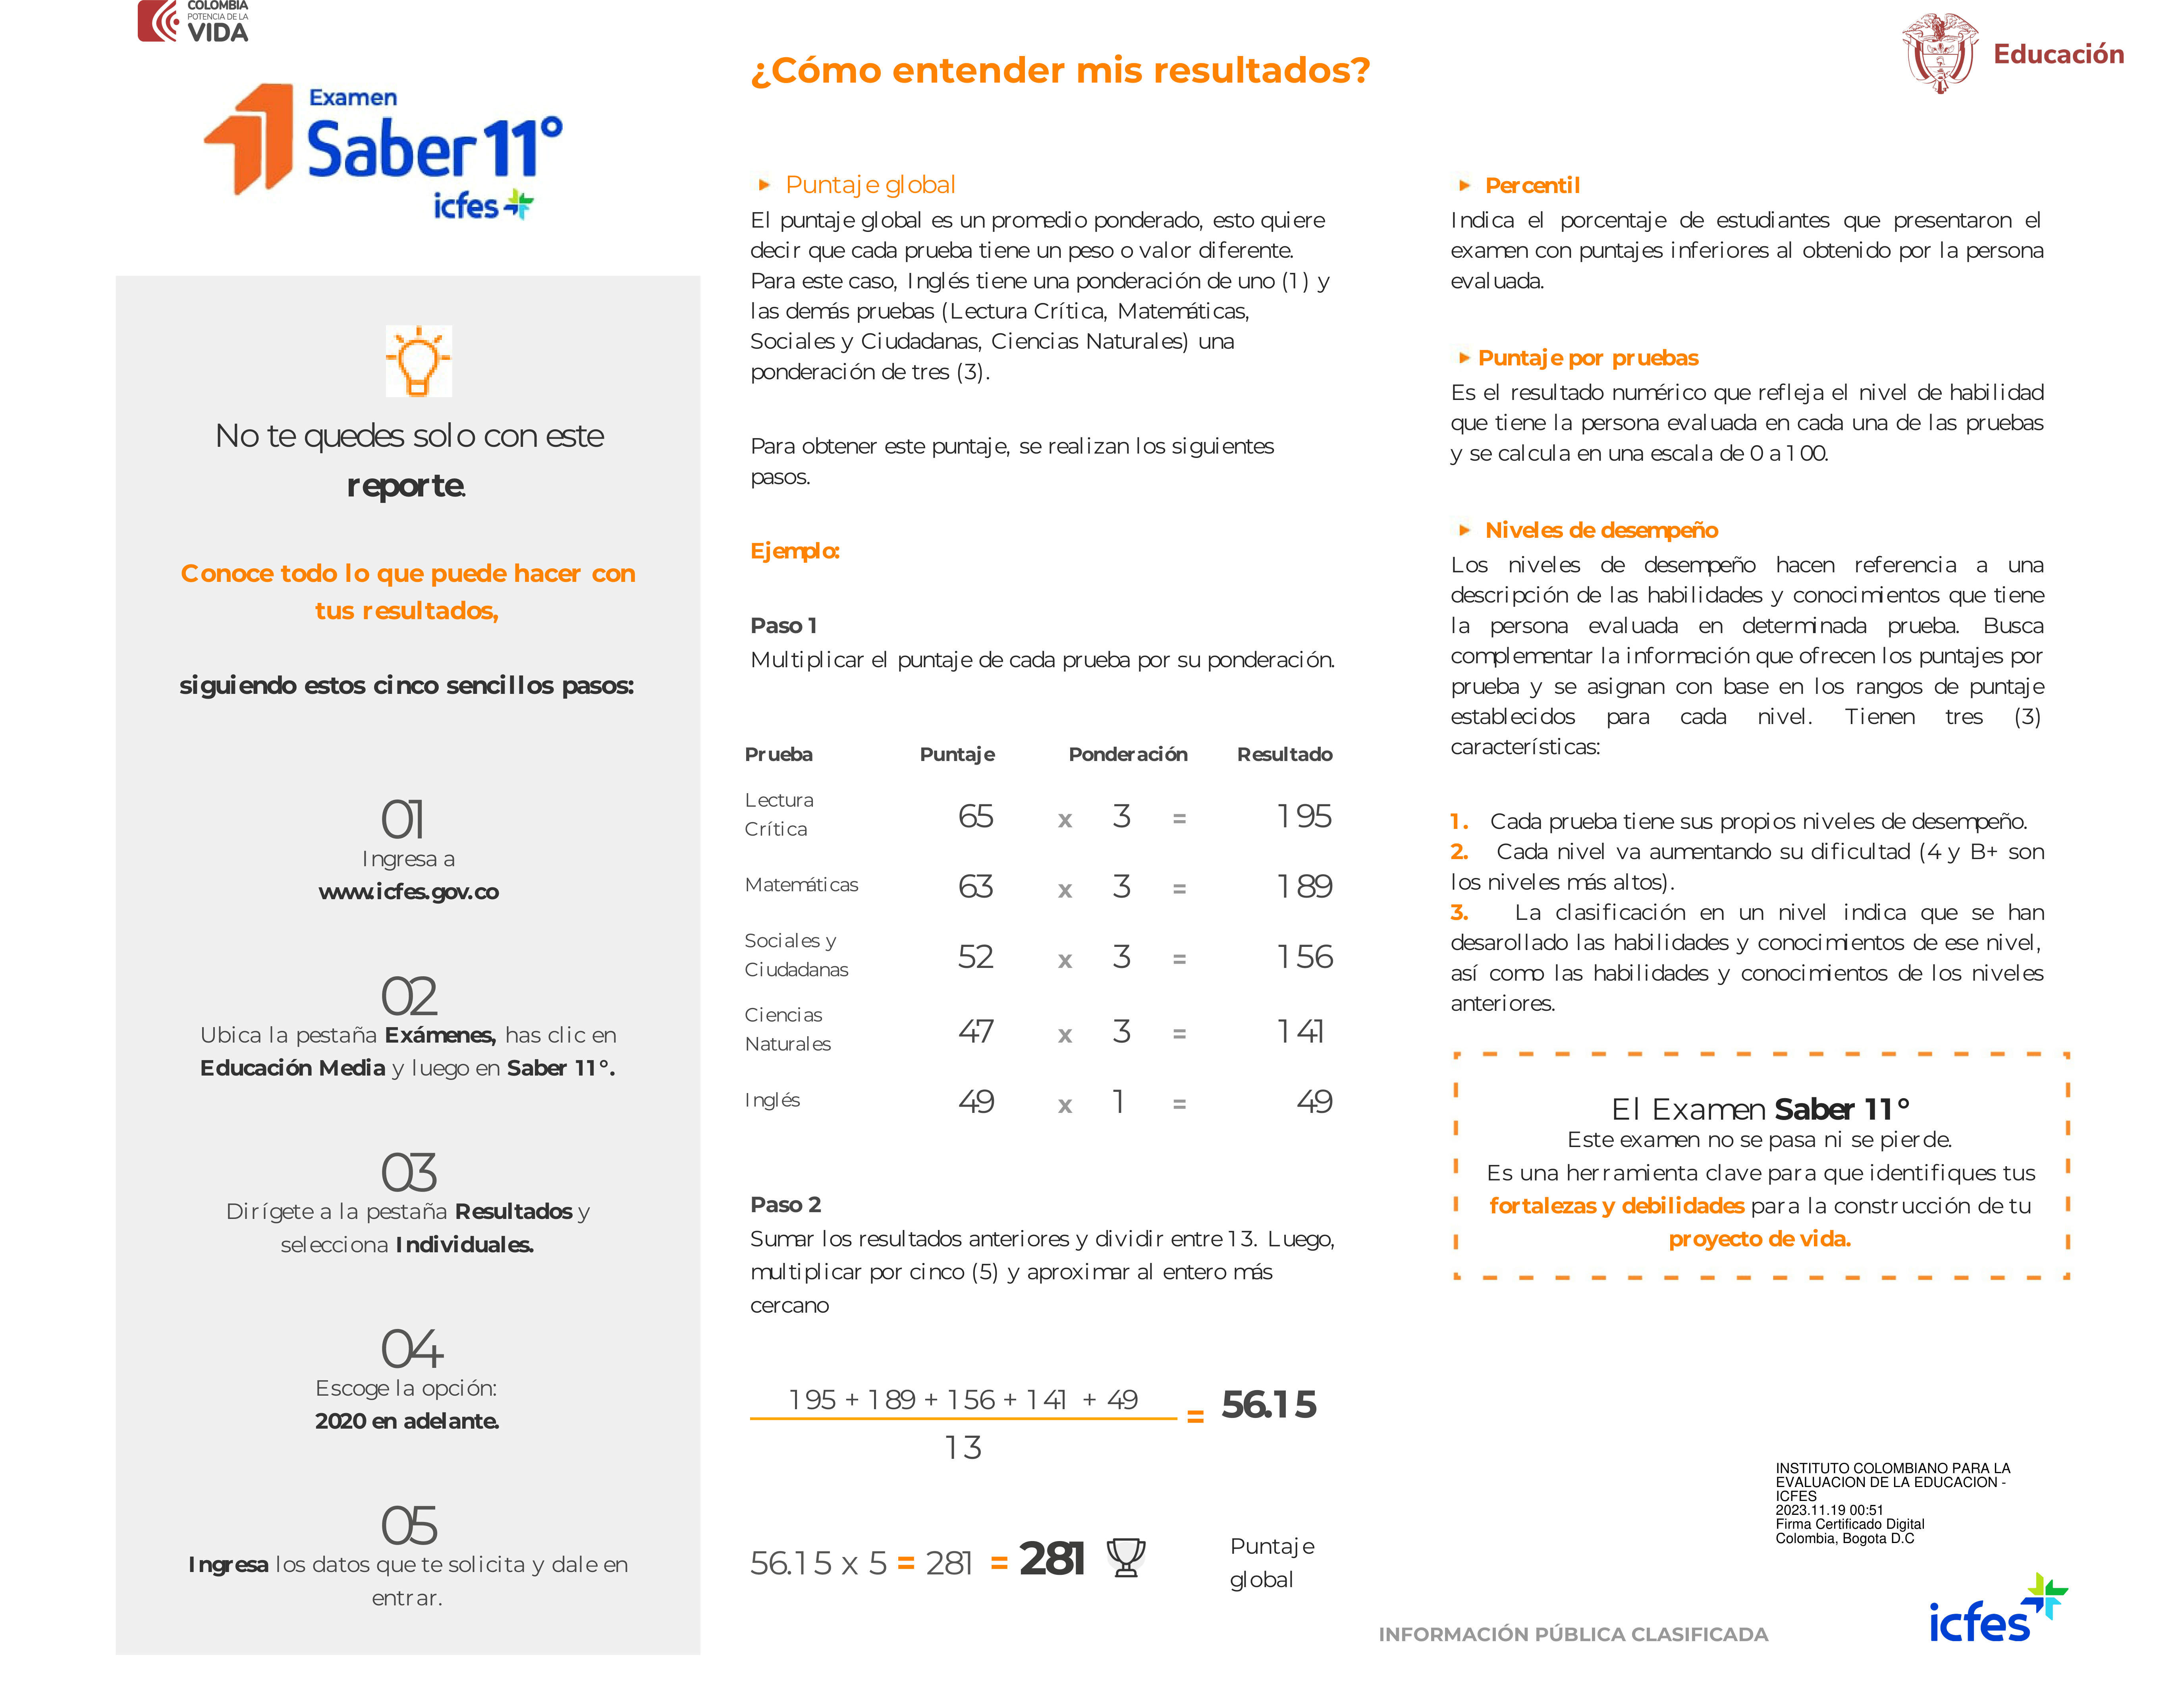 COLOMBIA
POTENCIA DE LA
VIDA
Examen
Saber 11°
icfes
No te quedes solo con este
reporte.
Conoce todo lo que puede hacer con
tus resultados,
siguiendo estos cinco sencillos pasos:
01
Ingresa a
www.icfes.gov.co
02
Ubica la pestaña Exámenes, has clic en
Educación Media y luego en Saber 11°.
03
Dirígete a la pestaña Resultados y
selecciona Individuales.
04
Escoge la opción:
2020 en adelante.
05
Ingresa los datos que te solicita y dale en
entrar.
¿Cómo entender mis resultados?
Educación
Puntaje global
El puntaje global es un promedio ponderado, esto quiere
decir que cada prueba tiene un peso o valor diferente.
Para este caso, Inglés tiene una ponderación de uno (1) y
las demás pruebas (Lectura Crítica, Matemáticas,
Sociales y Ciudadanas, Ciencias Naturales) una
ponderación de tres (3).
Para obtener este puntaje, se realizan los siguientes
pasos.
Ejemplo:
Paso 1
Multiplicar el puntaje de cada prueba por su ponderación.
Prueba Puntaje Ponderación Resultado
Lectura
Crítica 65 x 3 = 195
Matemáticas 63 x 3 = 189
Sociales y
Ciudadanas 52 x 3 = 156
Ciencias
Naturales 47 x 3 = 141
Inglés 49 x 1 = 49
Paso 2
Sumar los resultados anteriores y dividir entre 13. Luego,
multiplicar por cinco (5) y aproximar al entero más
cercano
195 + 189 + 156 + 141 + 49 = 56.15
13
56.15 x 5 = 281 = 281 Puntaje
global
Percentil
Indica el porcentaje de estudiantes que presentaron el
examen con puntajes inferiores al obtenido por la persona
evaluada.
Puntaje por pruebas
Es el resultado numérico que refleja el nivel de habilidad
que tiene la persona evaluada en cada una de las pruebas
y se calcula en una escala de 0 a 100.
Niveles de desempeño
Los niveles de desempeño hacen referencia a una
descripción de las habilidades y conocimientos que tiene
la persona evaluada en determinada prueba. Busca
complementar la información que ofrecen los puntajes por
prueba y se asignan con base en los rangos de puntaje
establecidos para cada nivel. Tienen tres (3)
características:
1. Cada prueba tiene sus propios niveles de desempeño.
2. Cada nivel va aumentando su dificultad (4 y B+ son
los niveles más altos).
3. La clasificación en un nivel indica que se han
desarollado las habilidades y conocimientos de ese nivel,
así como las habilidades y conocimientos de los niveles
anteriores.
El Examen Saber 11°
Este examen no se pasa ni se pierde.
Es una herramienta clave para que identifiques tus
fortalezas y debilidades para la construcción de tu
proyecto de vida.
INSTITUTO COLOMBIANO PARA LA
EVALUACION DE LA EDUCACION -
ICFES
2023.11.19 00:51
Firma Certificado Digital
Colombia, Bogota D.C
INFORMACIÓN PÚBLICA CLASIFICADA
icfes